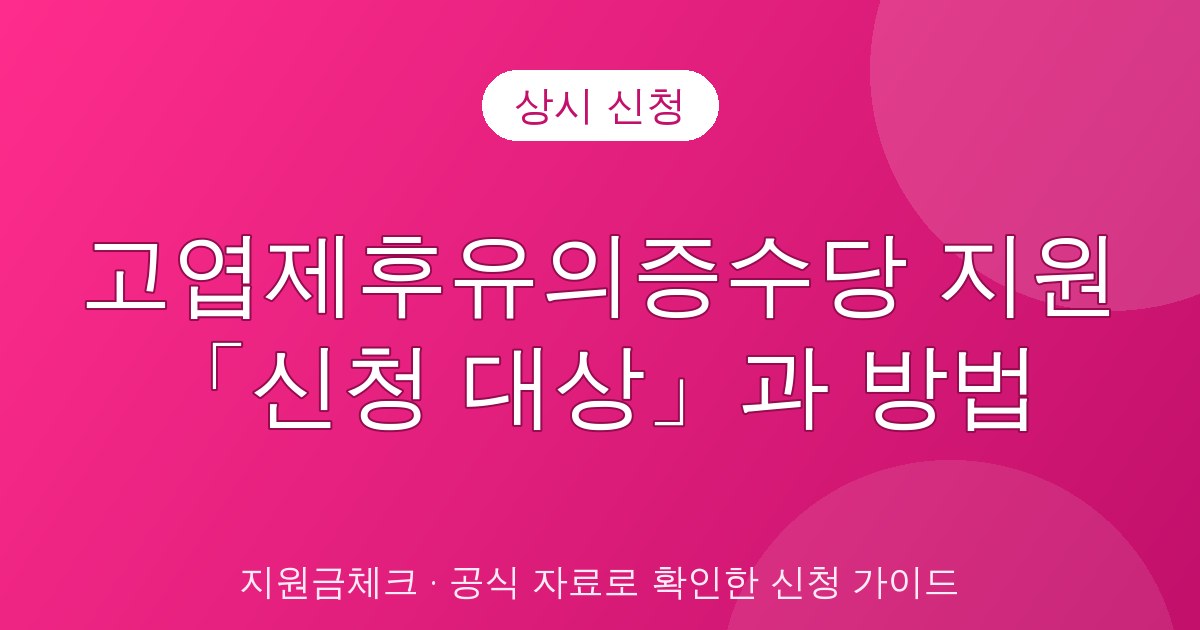 상시 신청
고엽제후유의증수당 지원
「신청 대상」과 방법
지원금체크 · 공식 자료로 확인한 신청 가이드